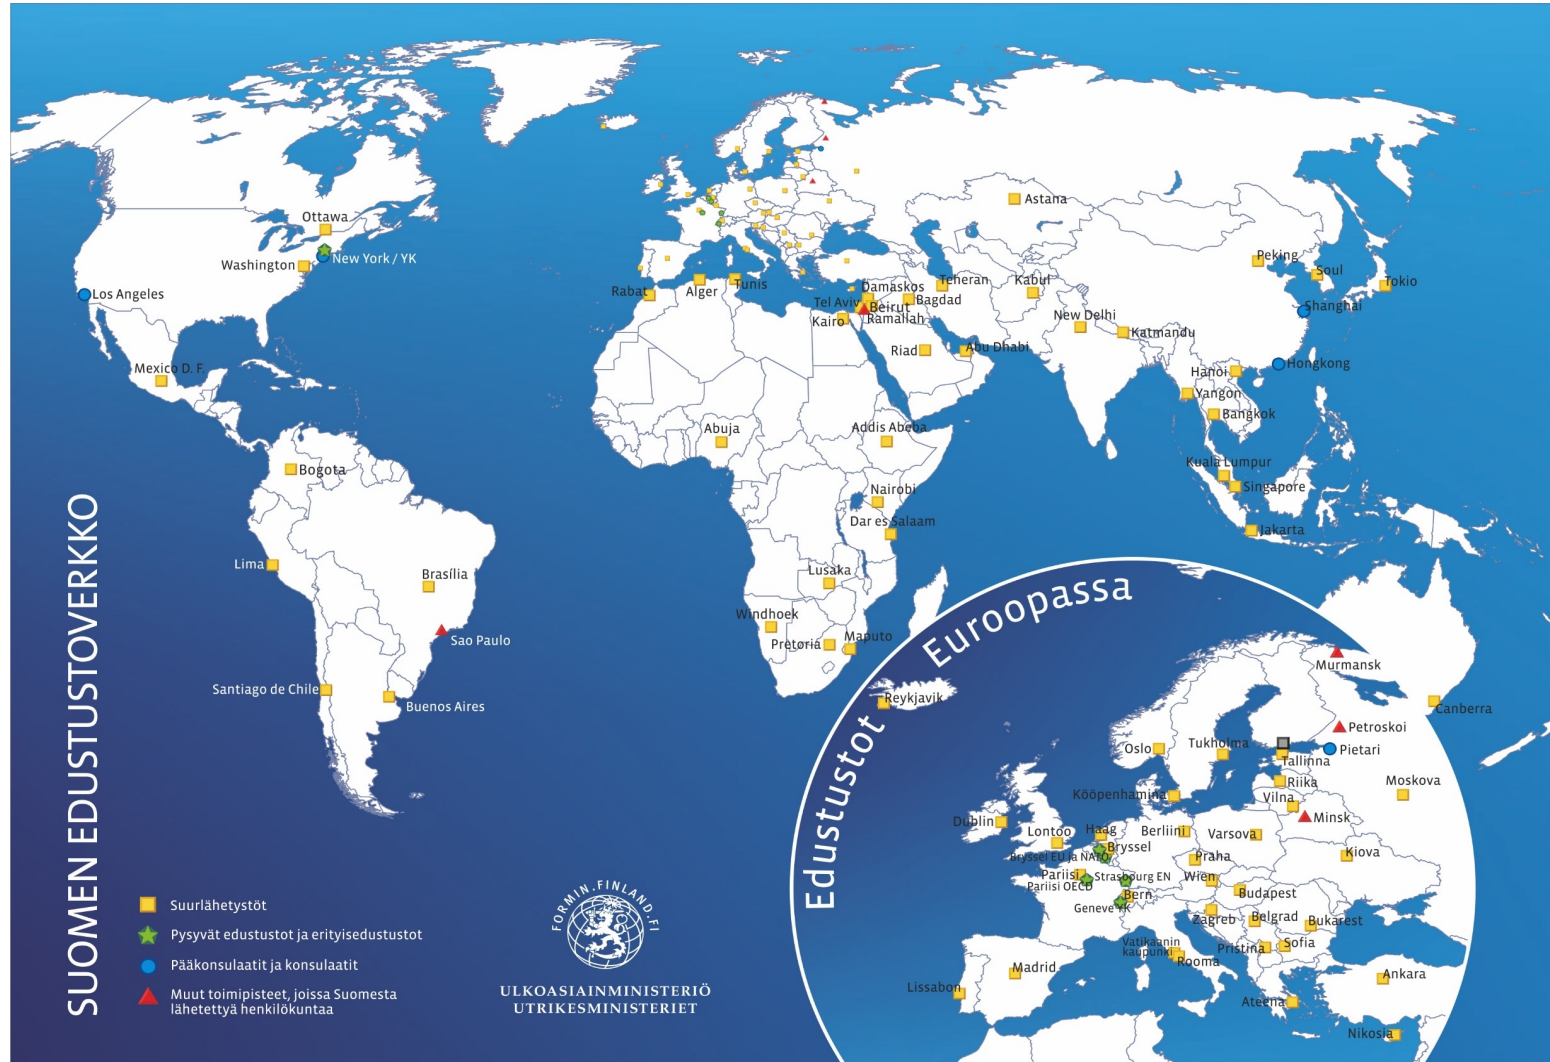 SUOMEN EDUSTUSTOVERKKO
Ottawa
New York / YK
Washington
Los Angeles
Mexico D. F.
Bogota
Lima
Brasília
Sao Paulo
Santiago de Chile
Buenos Aires
Rabat
Alger
Tunis
Damaskos
Tel Aviv
Beirut
Kairo
Ramallah
Bagdad
Teheran
Kabul
Astana
Riad
Abu Dhabi
New Delhi
Katmandu
Peking
Soul
Tokio
Shanghai
Hongkong
Hanoi
Yangon
Bangkok
Kuala Lumpur
Singapore
Jakarta
Canberra
Abuja
Addis Abeba
Nairobi
Dar es Salaam
Lusaka
Windhoek
Pretoria
Maputo
Edustustot Euroopassa
Reykjavik
Murmansk
Petroskoi
Pietari
Oslo
Tukholma
Tallinna
Riika
Moskova
Vilna
Minsk
Kööpenhamina
Dublin
Lontoo
Haag
Berliini
Varsova
Bryssel
Bryssel EU ja NATO
Praha
Kiova
Pariisi
Pariisi OECD
Strasbourg EN
Wien
Bern
Geneve YK
Budapest
Zagreb
Belgrad
Bukarest
Vatikaanin
kaupunki
Rooma
Pristina
Sofia
Madrid
Lissabon
Ankara
Ateena
Nikosia
Suurlähetystöt
Pysyvät edustustot ja erityisedustustot
Pääkonsulaatit ja konsulaatit
Muut toimipisteet, joissa Suomesta
lähetettyä henkilökuntaa
FORMIN.FINLAND.FI
ULKOASIAINMINISTERIÖ
UTRIKESMINISTERIET